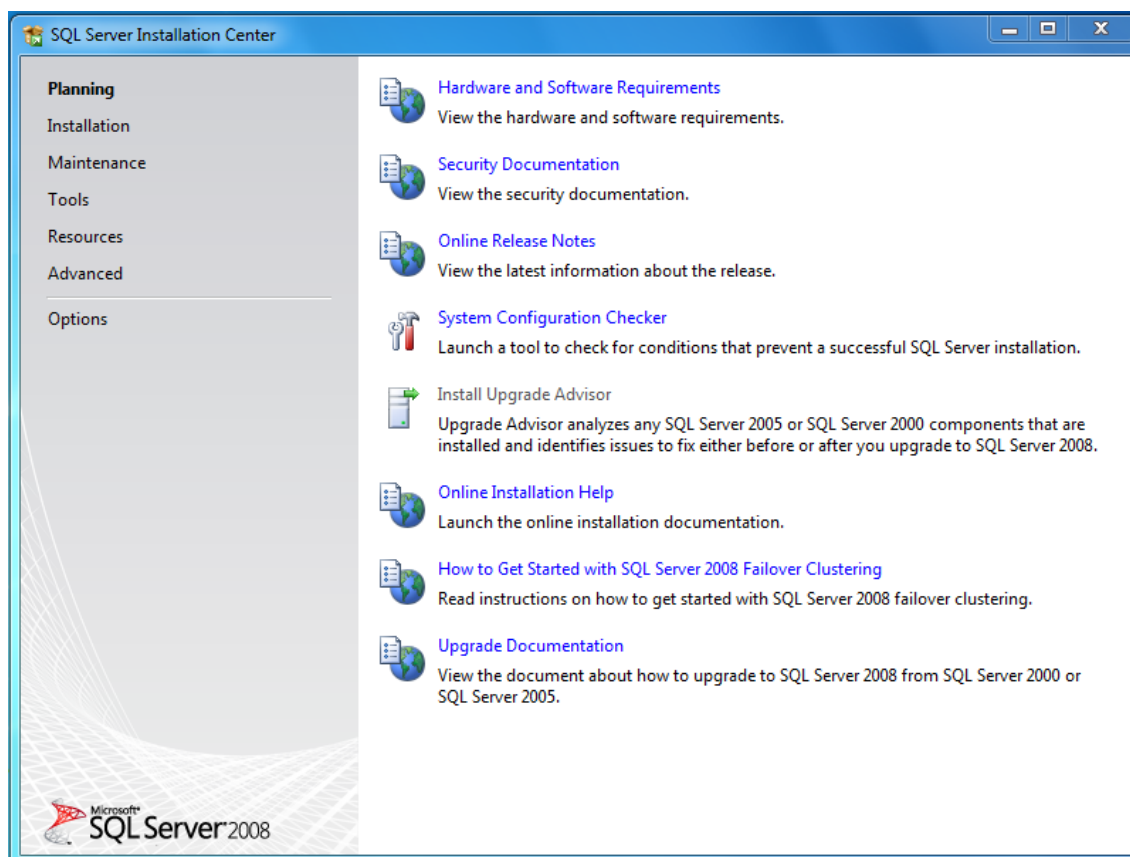 SQL Server Installation Center
Planning
Installation
Maintenance
Tools
Resources
Advanced
Options
Hardware and Software Requirements
View the hardware and software requirements.
Security Documentation
View the security documentation.
Online Release Notes
View the latest information about the release.
System Configuration Checker
Launch a tool to check for conditions that prevent a successful SQL Server installation.
Install Upgrade Advisor
Upgrade Advisor analyzes any SQL Server 2005 or SQL Server 2000 components that are
installed and identifies issues to fix either before or after you upgrade to SQL Server 2008.
Online Installation Help
Launch the online installation documentation.
How to Get Started with SQL Server 2008 Failover Clustering
Read instructions on how to get started with SQL Server 2008 failover clustering.
Upgrade Documentation
View the document about how to upgrade to SQL Server 2008 from SQL Server 2000 or
SQL Server 2005.
Microsoft
SQL Server 2008